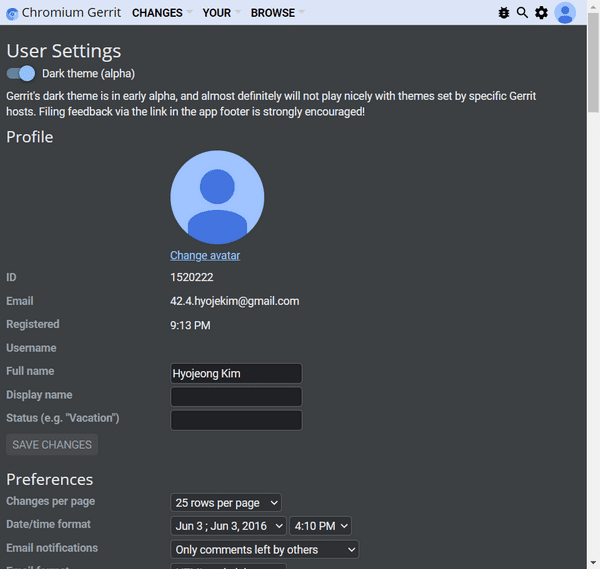 Chromium Gerrit CHANGES YOUR BROWSE
User Settings
Dark theme (alpha)
Gerrit's dark theme is in early alpha, and almost definitely will not play nicely with themes set by specific Gerrit
hosts. Filing feedback via the link in the app footer is strongly encouraged!
Profile
Change avatar
ID 1520222
Email 42.4.hyojekim@gmail.com
Registered 9:13 PM
Username
Full name Hyojeong Kim
Display name
Status (e.g. "Vacation")
SAVE CHANGES
Preferences
Changes per page 25 rows per page
Date/time format Jun 3 ; Jun 3, 2016 4:10 PM
Email notifications Only comments left by others
Email format